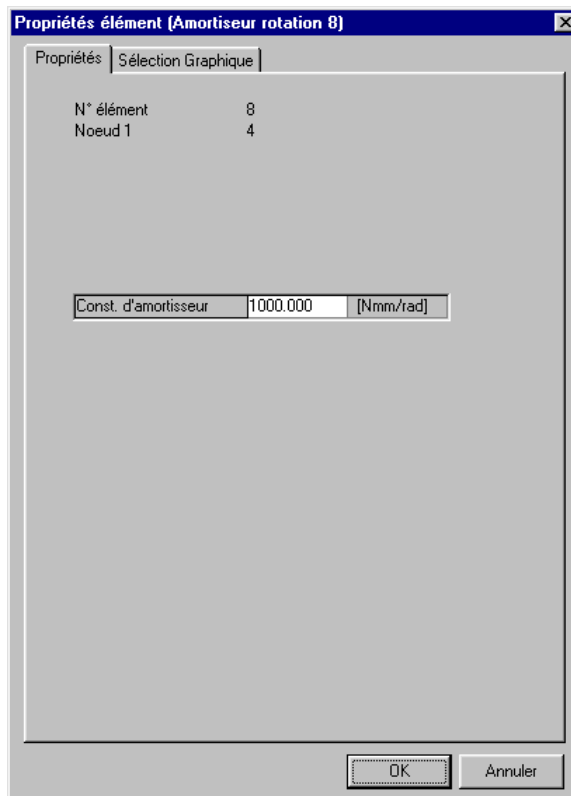 Propriétés élément (Amortiseur rotation 8)
Propriétés Sélection Graphique
N° élément 8
Noeud 1 4
Const. d'amortisseur 1000.000 [Nmm/rad]
OK Annuler